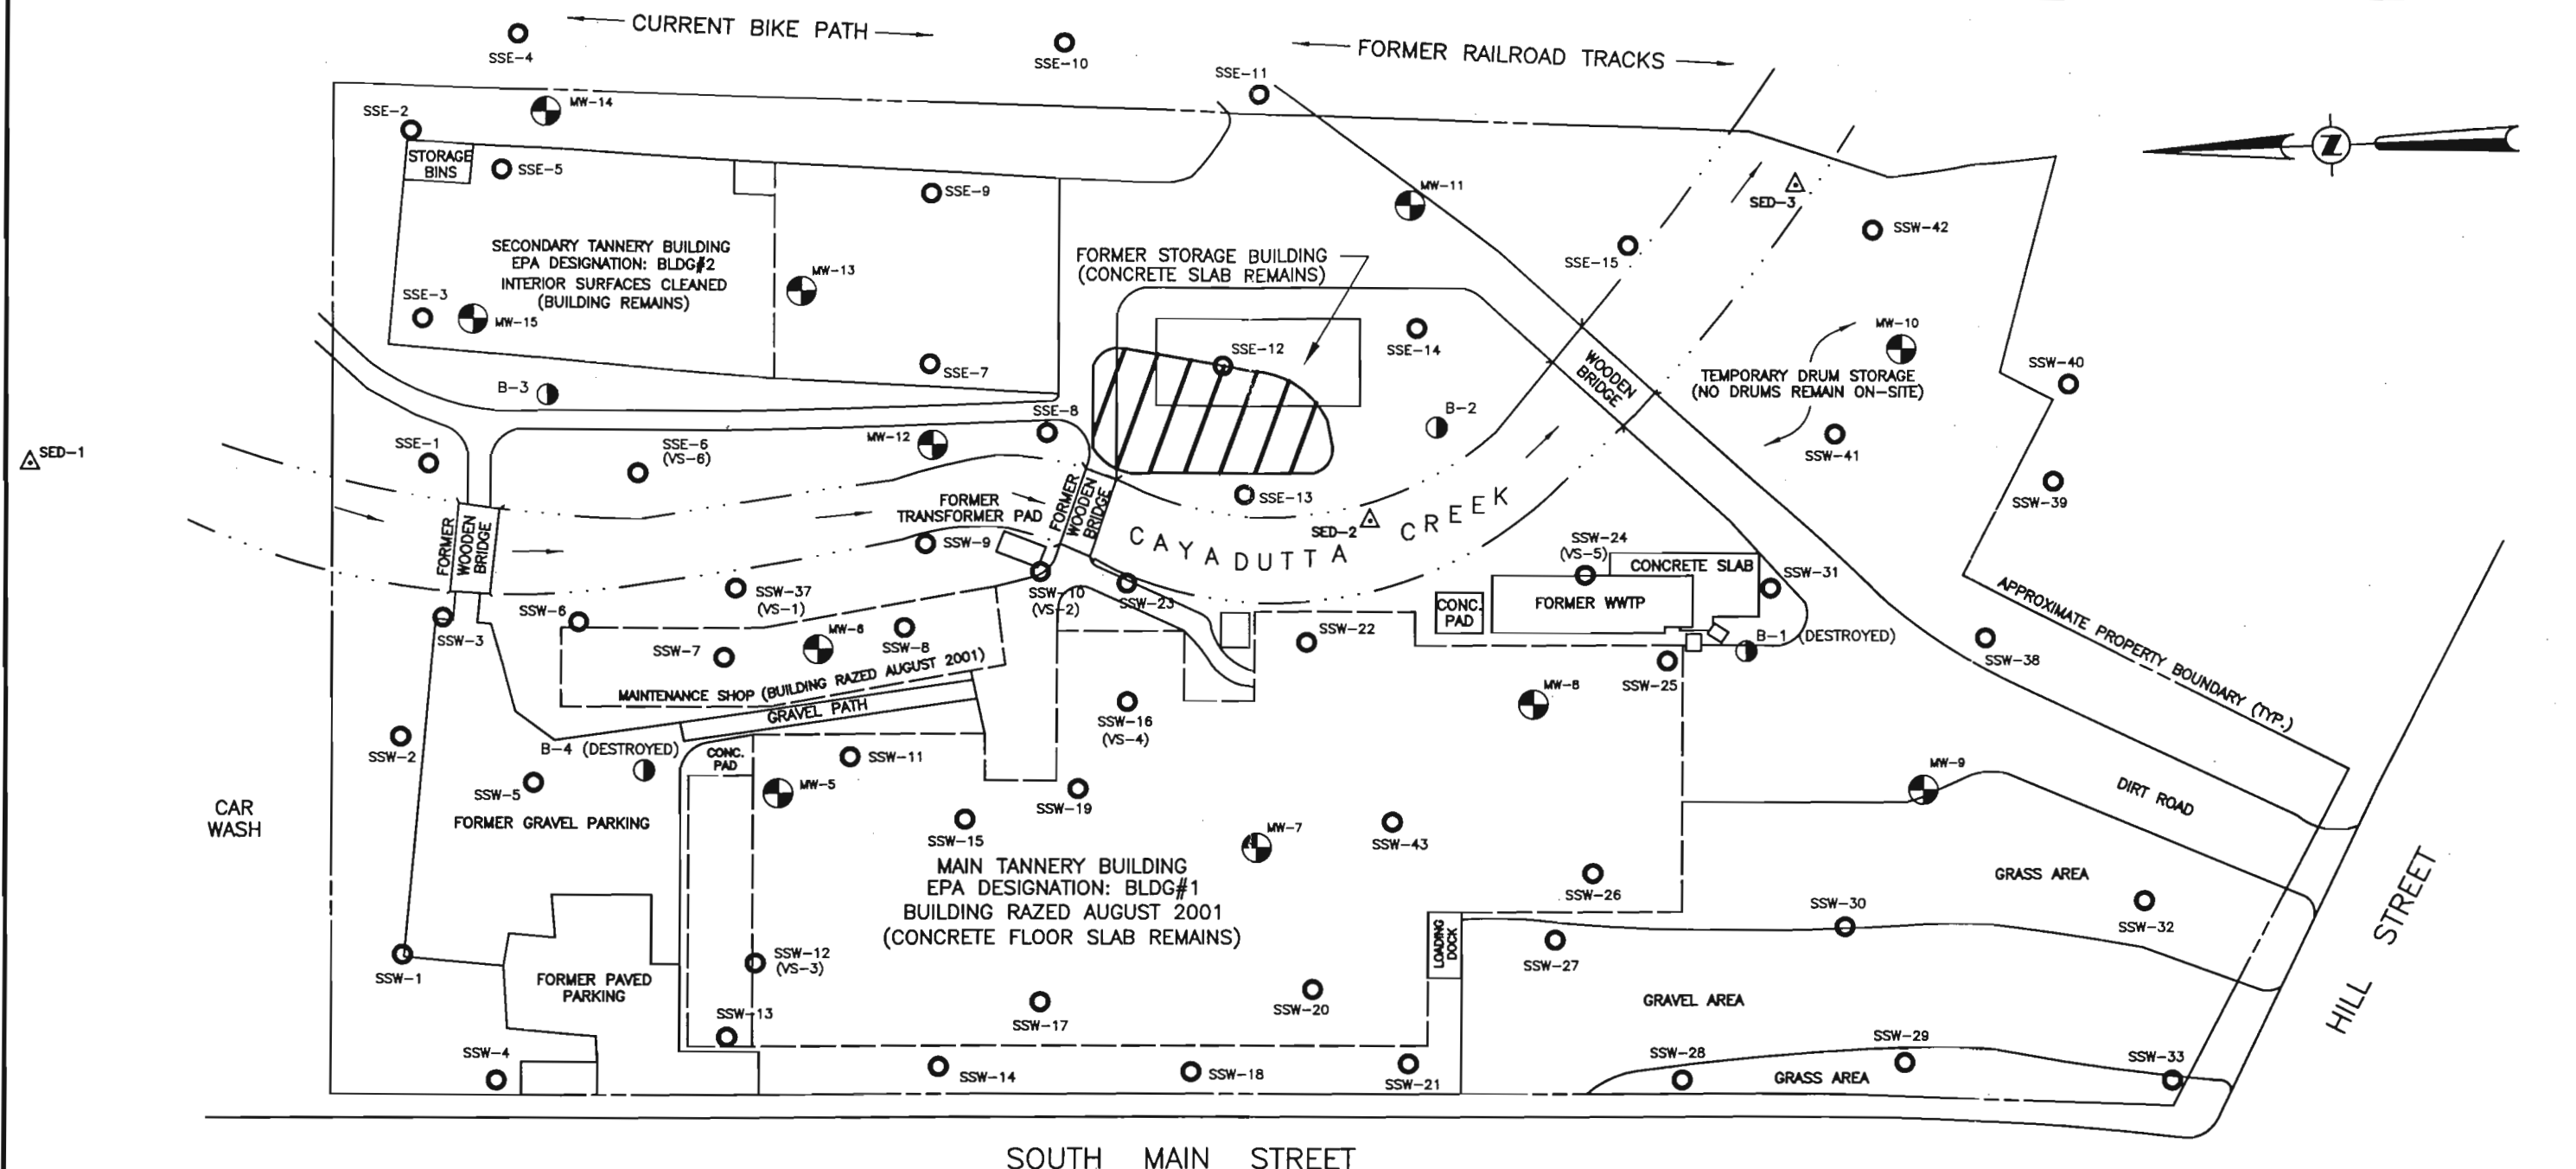 CURRENT BIKE PATH
FORMER RAILROAD TRACKS
SSE-4
SSE-10
SSE-11
SSE-2
MW-14
STORAGE
BINS
SSE-5
SSE-9
MW-11
SED-3
SSW-42
Z
SECONDARY TANNERY BUILDING
EPA DESIGNATION: BLDG#2
INTERIOR SURFACES CLEANED
(BUILDING REMAINS)
MW-13
FORMER STORAGE BUILDING
(CONCRETE SLAB REMAINS)
SSE-15
SSE-3
MW-15
SSE-12
SSE-14
MW-10
SSE-7
B-3
WOODEN
BRIDGE
TEMPORARY DRUM STORAGE
(NO DRUMS REMAIN ON-SITE)
SSW-40
SSE-8
B-2
SED-1
SSE-1
SSE-6
(VS-6)
MW-12
SSW-41
SSW-39
FORMER
TRANSFORMER PAD
FORMER
WOODEN
BRIDGE
SSE-13
SED-2
CAYADUTTA CREEK
FORMER
WOODEN
BRIDGE
SSW-9
SSW-24
(VS-5)
CONCRETE SLAB
SSW-31
SSW-37
(VS-1)
SSW-10
(VS-2)
SSW-23
CONC.
PAD
FORMER WWTP
APPROXIMATE PROPERTY BOUNDARY (TYP.)
SSW-3
SSW-6
MW-6
SSW-8
SSW-7
SSW-22
B-1 (DESTROYED)
SSW-38
SSW-25
MAINTENANCE SHOP (BUILDING RAZED AUGUST 2001)
GRAVEL PATH
SSW-16
(VS-4)
MW-8
SSW-2
B-4 (DESTROYED)
CONC.
PAD
SSW-11
MW-5
SSW-5
SSW-19
MW-9
DIRT ROAD
CAR
WASH
FORMER GRAVEL PARKING
SSW-15
MW-7
SSW-43
MAIN TANNERY BUILDING
EPA DESIGNATION: BLDG#1
BUILDING RAZED AUGUST 2001
(CONCRETE FLOOR SLAB REMAINS)
SSW-26
GRASS AREA
SSW-30
SSW-32
HILL STREET
LOADING
DOCK
SSW-27
SSW-1
FORMER PAVED
PARKING
SSW-12
(VS-3)
SSW-13
SSW-17
SSW-20
GRAVEL AREA
SSW-4
SSW-14
SSW-18
SSW-21
SSW-28
SSW-29
GRASS AREA
SSW-33
SOUTH MAIN STREET